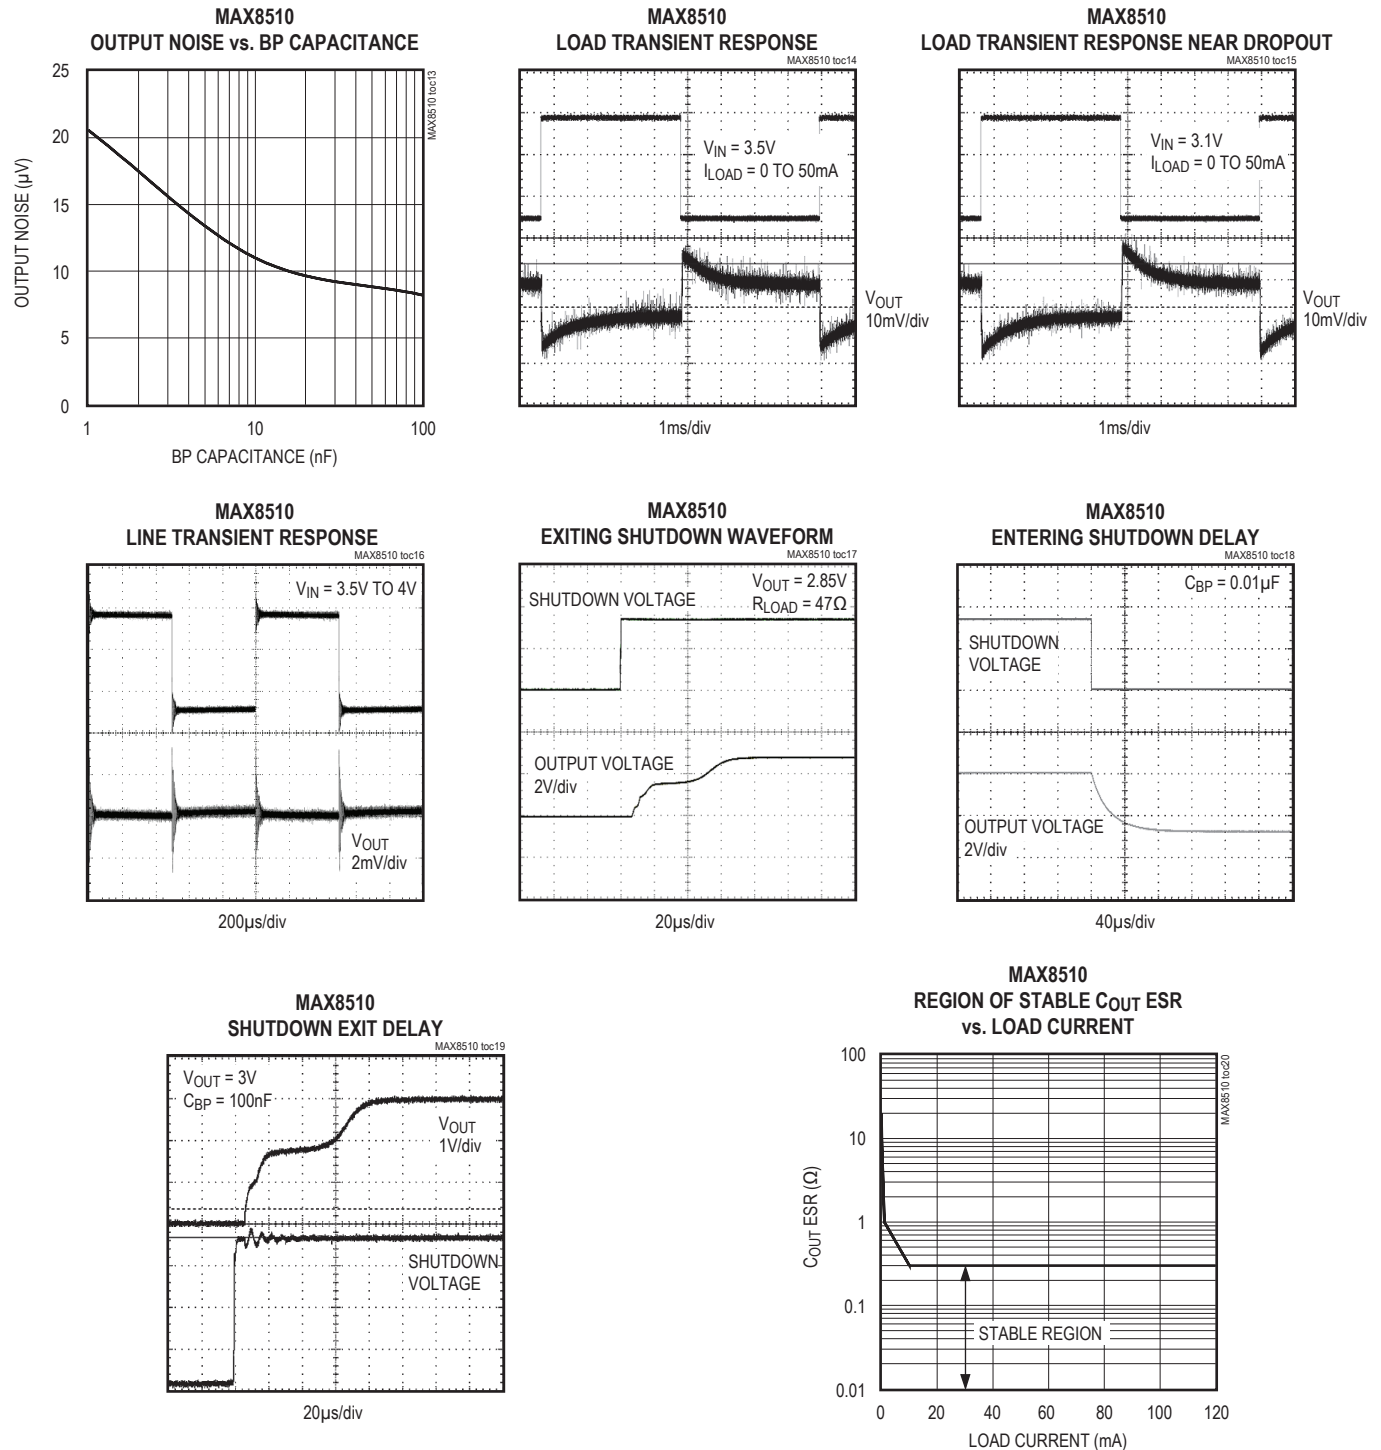 MAX8510
OUTPUT NOISE vs. BP CAPACITANCE
MAX8510 toc13
OUTPUT NOISE (µV)
25
20
15
10
5
0
1
10
100
BP CAPACITANCE (nF)
MAX8510
LOAD TRANSIENT RESPONSE
MAX8510 toc14
VIN = 3.5V
ILOAD = 0 TO 50mA
VOUT
10mV/div
1ms/div
MAX8510
LOAD TRANSIENT RESPONSE NEAR DROPOUT
MAX8510 toc15
VIN = 3.1V
ILOAD = 0 TO 50mA
VOUT
10mV/div
1ms/div
MAX8510
LINE TRANSIENT RESPONSE
MAX8510 toc16
VIN = 3.5V TO 4V
VOUT
2mV/div
200µs/div
MAX8510
EXITING SHUTDOWN WAVEFORM
MAX8510 toc17
VOUT = 2.85V
RLOAD = 47Ω
SHUTDOWN VOLTAGE
OUTPUT VOLTAGE
2V/div
20µs/div
MAX8510
ENTERING SHUTDOWN DELAY
MAX8510 toc18
CBP = 0.01µF
SHUTDOWN
VOLTAGE
OUTPUT VOLTAGE
2V/div
40µs/div
MAX8510
SHUTDOWN EXIT DELAY
MAX8510 toc19
VOUT = 3V
CBP = 100nF
VOUT
1V/div
SHUTDOWN
VOLTAGE
20µs/div
MAX8510
REGION OF STABLE COUT ESR
vs. LOAD CURRENT
MAX8510 toc20
COUT ESR (Ω)
100
10
1
0.1
0.01
STABLE REGION
0
20
40
60
80
100
120
LOAD CURRENT (mA)